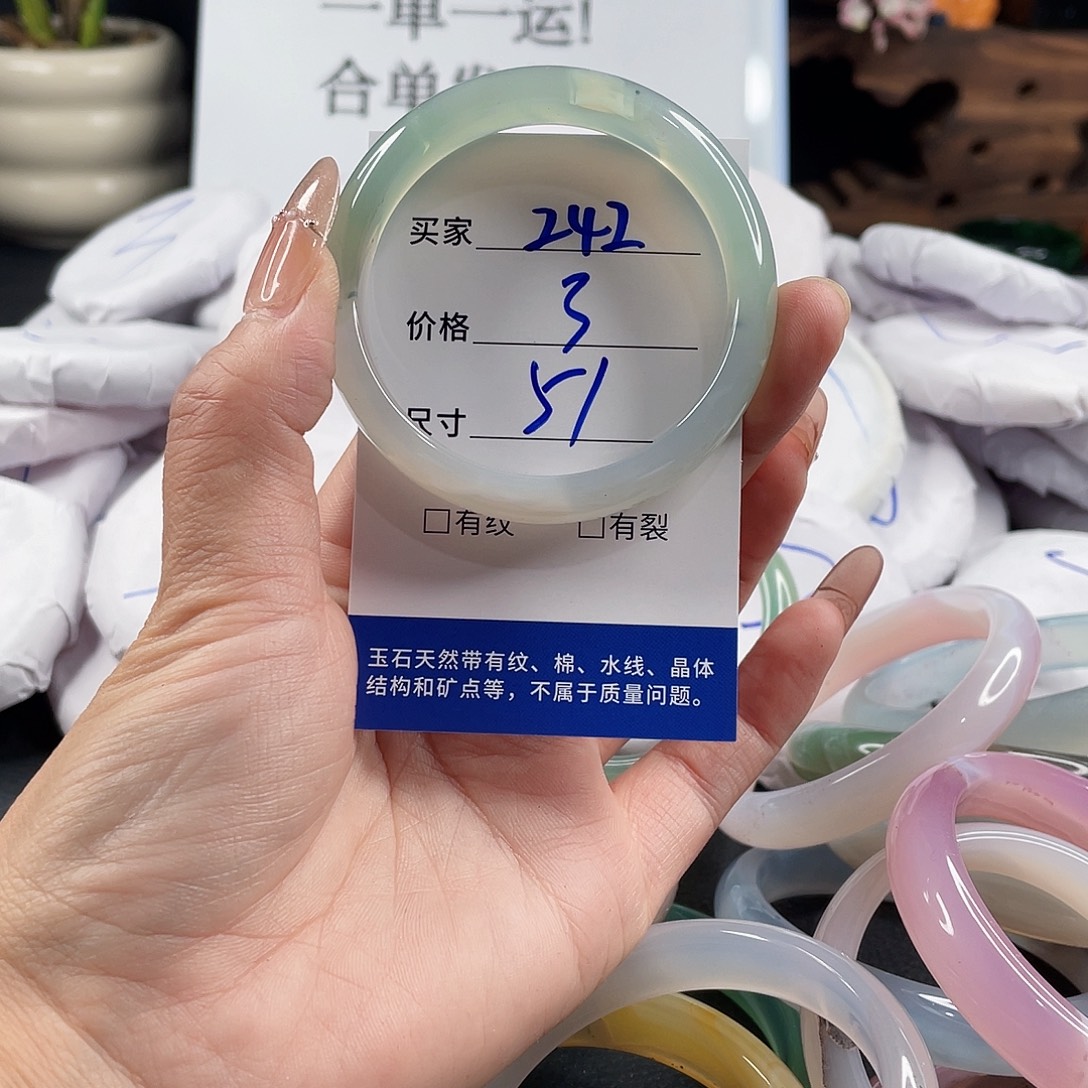 一单一运!
合单发
买家 242
价格 3
尺寸 51
□有纹 □有裂
玉石天然带有纹、棉、水线、晶体
结构和矿点等，不属于质量问题。